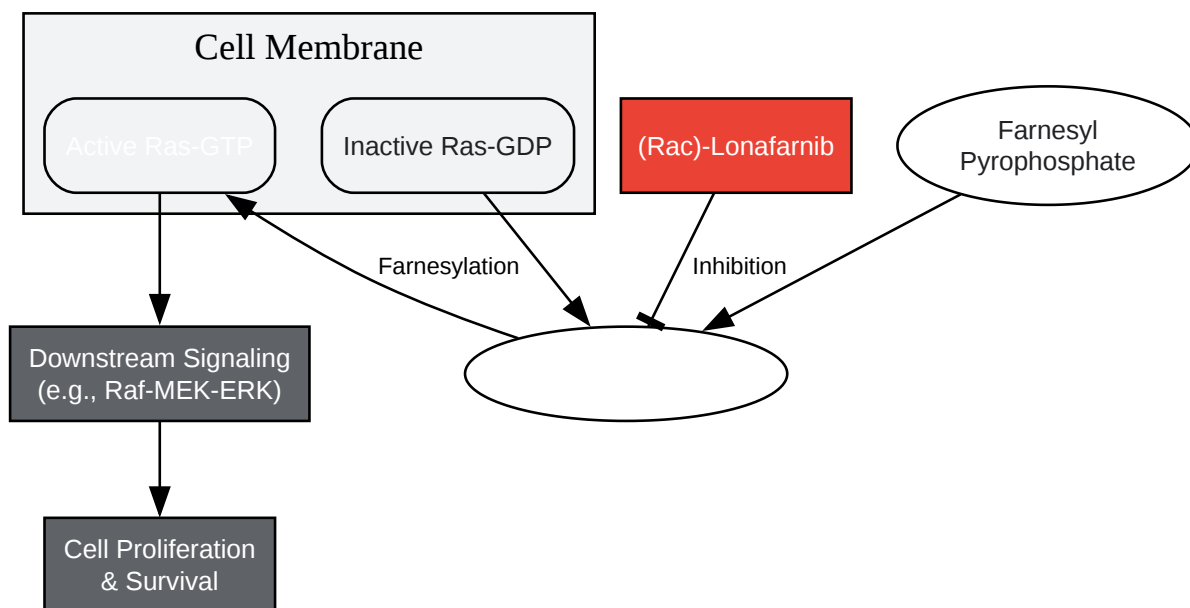 Cell Membrane
Active Ras-GTP
Inactive Ras-GDP
(Rac)-Lonafarnib
Farnesyl
Pyrophosphate
Farnesylation
Inhibition
Downstream Signaling
(e.g., Raf-MEK-ERK)
Cell Proliferation
& Survival